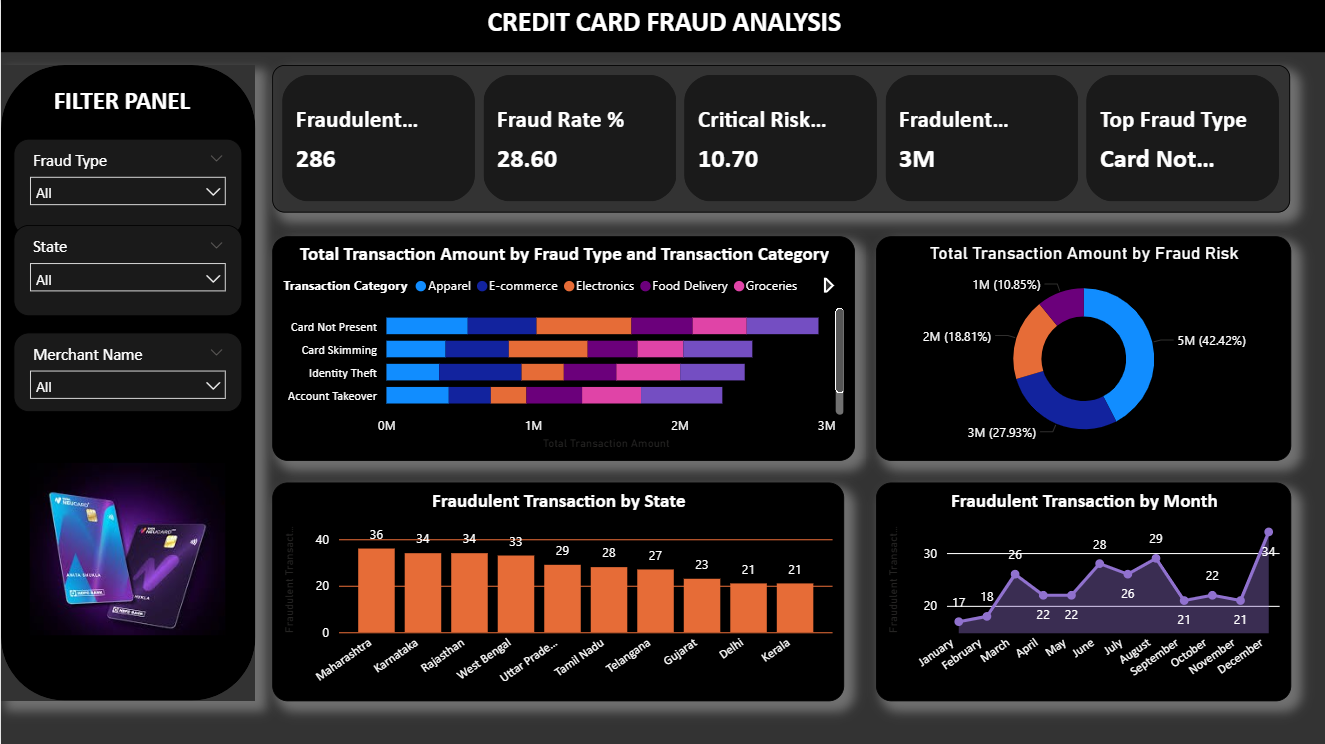 CREDIT CARD FRAUD ANALYSIS
FILTER PANEL
Fraud Type
All
State
All
Merchant Name
All
NEUCARD
NEUCARD
HDFC BANK
HDFC BANK
Fraudulent...
286
Fraud Rate %
28.60
Critical Risk...
10.70
Fradulent...
3M
Top Fraud Type
Card Not...
Total Transaction Amount by Fraud Type and Transaction Category
Transaction Category Apparel E-commerce Electronics Food Delivery Groceries
Card Not Present
Card Skimming
Identity Theft
Account Takeover
0M 1M 2M 3M
Total Transaction Amount
Total Transaction Amount by Fraud Risk
1M (10.85%)
2M (18.81%)
5M (42.42%)
3M (27.93%)
Fraudulent Transaction by State
Fraudulent Transact...
40
20
0
36 34 34 33 29 28 27 23 21 21
Maharashtra Karnataka Rajasthan West Bengal Uttar Prade... Tamil Nadu Telangana Gujarat Delhi Kerala
Fraudulent Transaction by Month
Fraudulent Transact...
30
20
17 18 26 22 22 28 26 29 21 22 21 34
January February March April May June July August September October November December